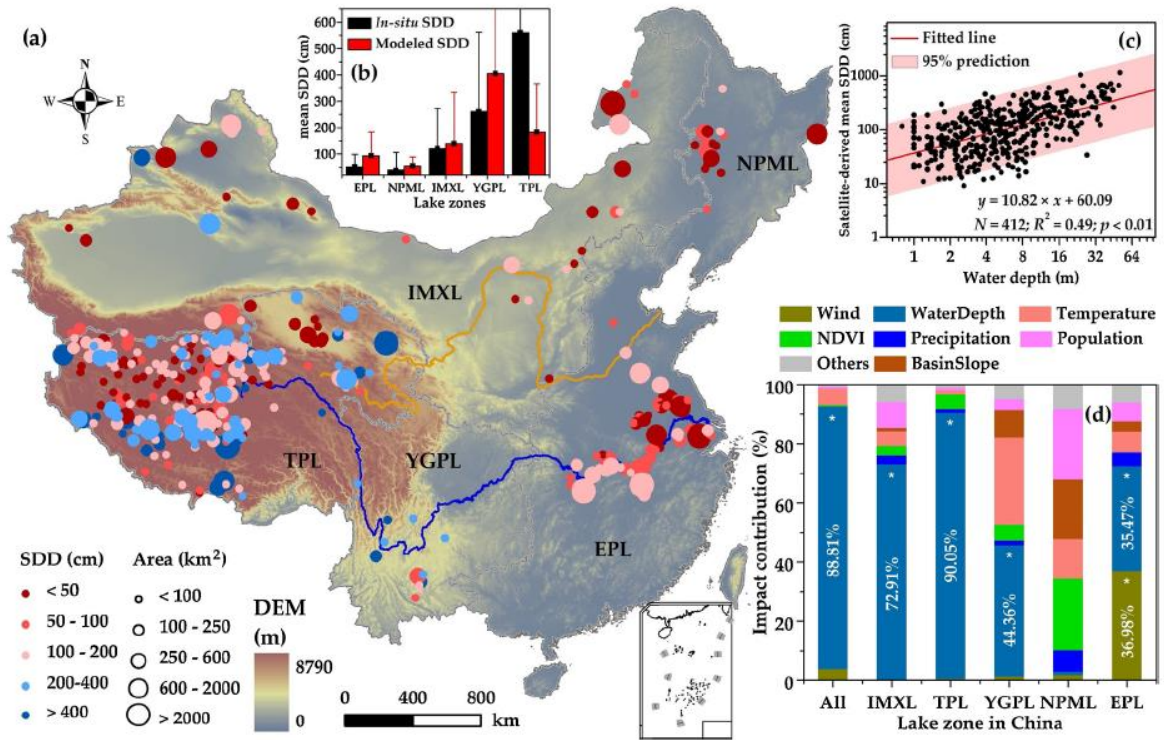 (a)
N
W
E
S
mean SDD (cm)
600
500
400
300
200
100
In-situ SDD
Modeled SDD
(b)
EPL
NPML
IMXL
YGPL
TPL
Lake zones
NPML
IMXL
TPL
YGPL
EPL
Satellite-derived mean SDD (cm)
1000
100
10
1
Fitted line
95% prediction
(c)
y = 10.82 × x + 60.09
N = 412; R² = 0.49; p < 0.01
1
2
4
8
16
32
64
Water depth (m)
Wind
WaterDepth
Temperature
NDVI
Precipitation
Population
Others
BasinSlope
Impact contribution (%)
100
80
60
40
20
0
(d)
*
88.81%
*
72.91%
*
90.05%
*
44.36%
*
35.47%
*
36.98%
All
IMXL
TPL
YGPL
NPML
EPL
Lake zone in China
SDD (cm)
< 50
50 - 100
100 - 200
200-400
> 400
Area (km²)
< 100
100 - 250
250 - 600
600 - 2000
> 2000
DEM
(m)
8790
0
0
400
800
km